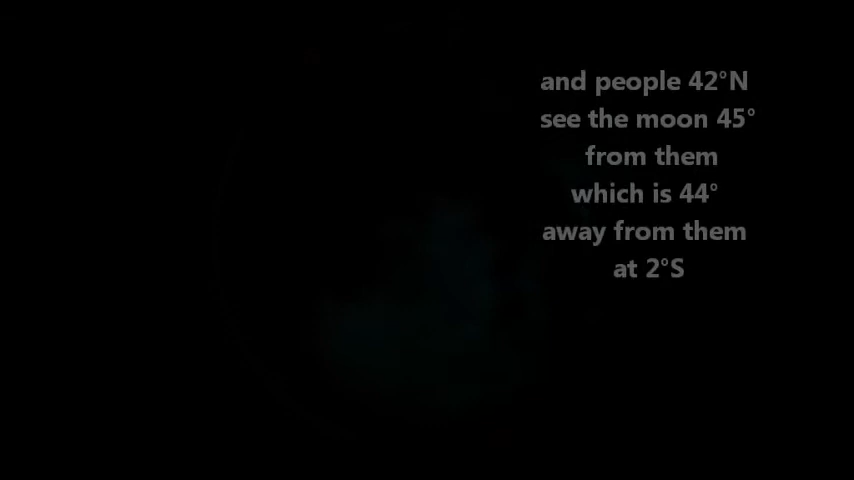 and people 42°N
see the moon 45°
from them
which is 44°
away from them
at 2°S